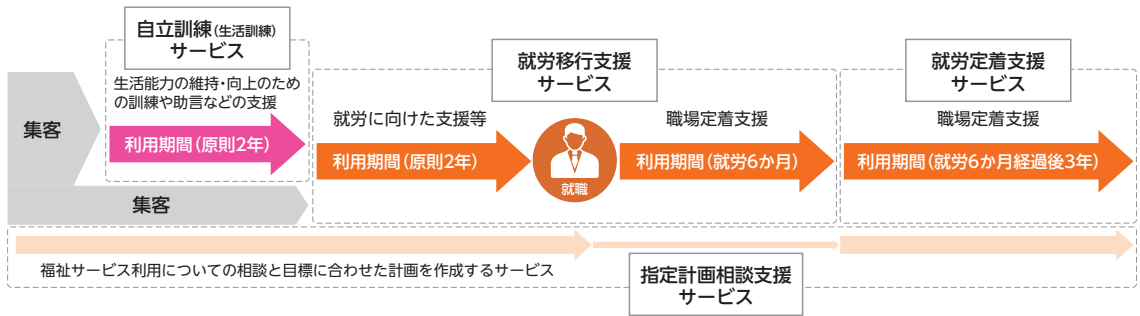 集客
自立訓練(生活訓練)
サービス
生活能力の維持・向上のため
の訓練や助言などの支援
利用期間(原則2年)
集客
就労移行支援
サービス
就労に向けた支援等
利用期間(原則2年)
就職
職場定着支援
利用期間(就労6か月)
就労定着支援
サービス
職場定着支援
利用期間(就労6か月経過後3年)
福祉サービス利用についての相談と目標に合わせた計画を作成するサービス
指定計画相談支援
サービス